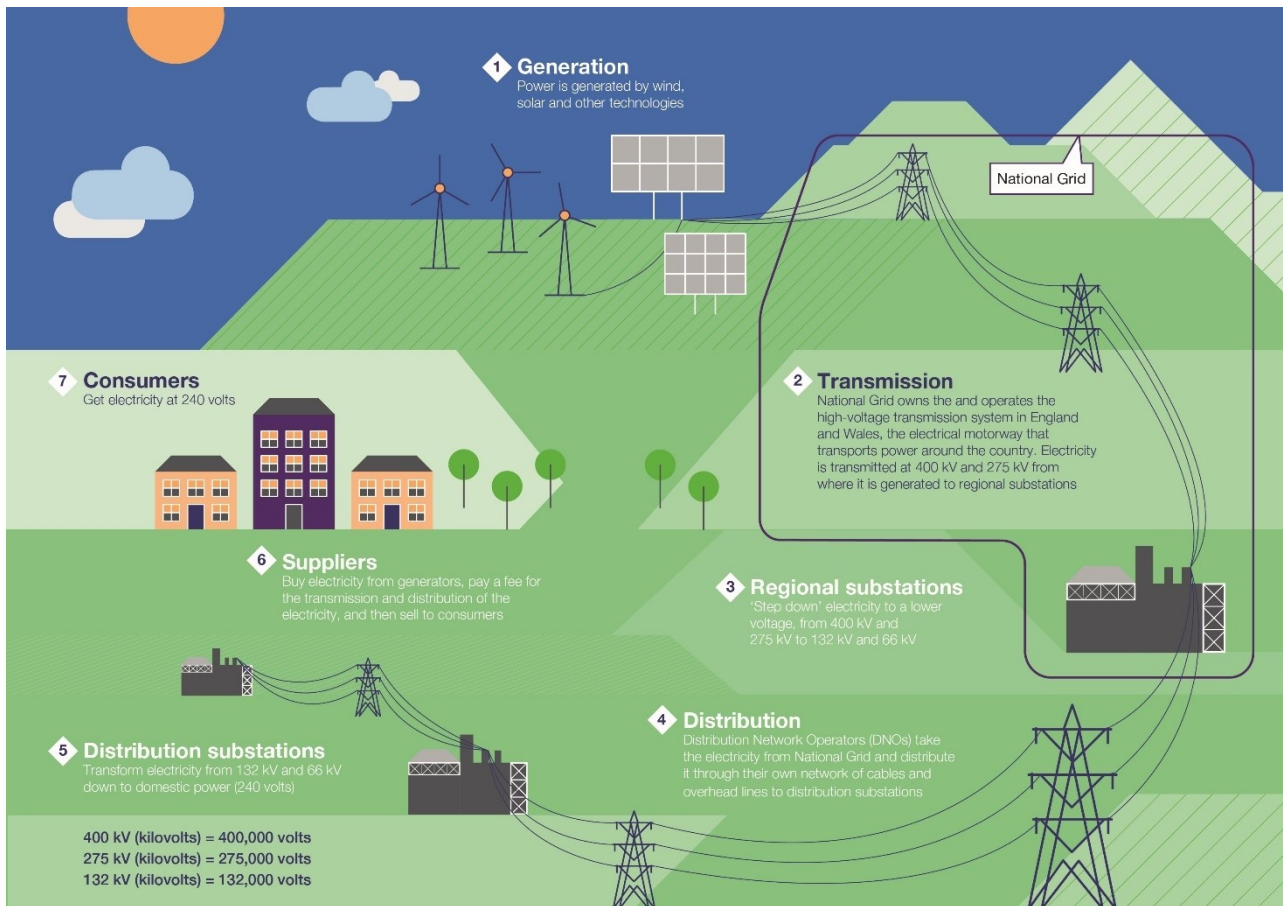 1 Generation
Power is generated by wind,
solar and other technologies
National Grid
2 Transmission
National Grid owns the and operates the
high-voltage transmission system in England
and Wales, the electrical motorway that
transports power around the country. Electricity
is transmitted at 400 kV and 275 kV from
where it is generated to regional substations
3 Regional substations
‘Step down’ electricity to a lower
voltage, from 400 kV and
275 kV to 132 kV and 66 kV
4 Distribution
Distribution Network Operators (DNOs) take
the electricity from National Grid and distribute
it through their own network of cables and
overhead lines to distribution substations
5 Distribution substations
Transform electricity from 132 kV and 66 kV
down to domestic power (240 volts)
6 Suppliers
Buy electricity from generators, pay a fee for
the transmission and distribution of the
electricity, and then sell to consumers
7 Consumers
Get electricity at 240 volts
400 kV (kilovolts) = 400,000 volts
275 kV (kilovolts) = 275,000 volts
132 kV (kilovolts) = 132,000 volts